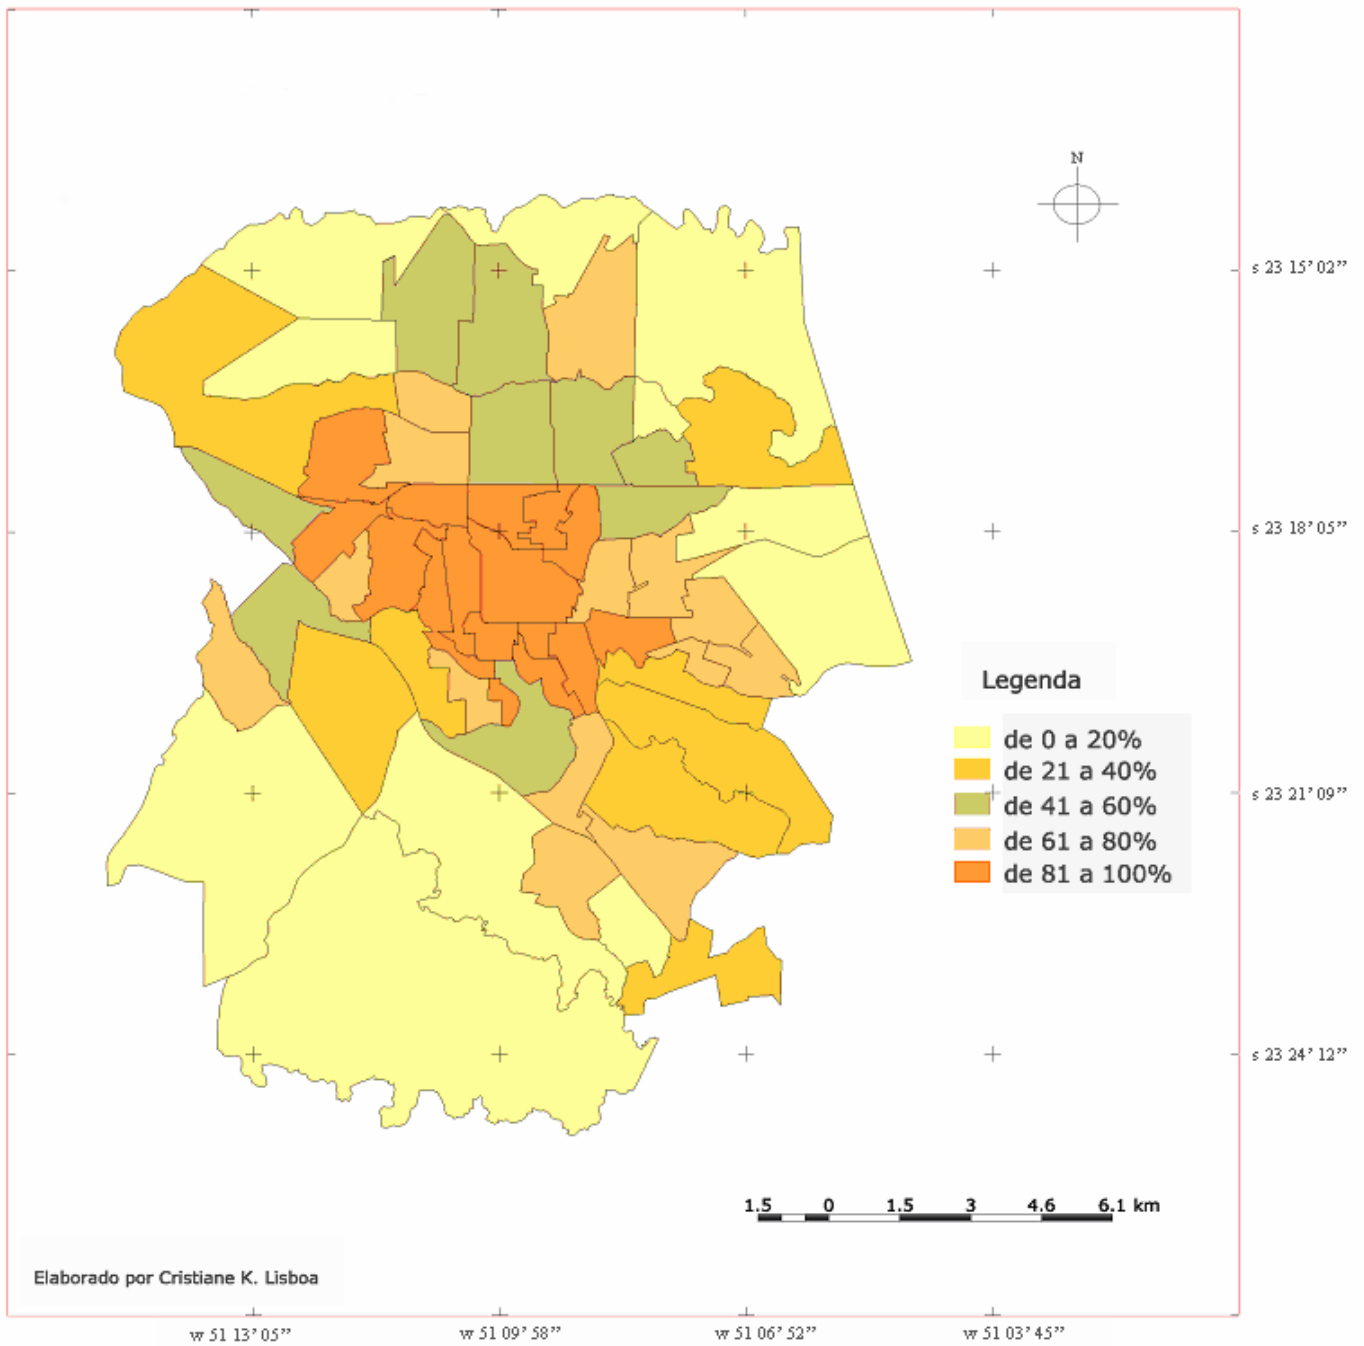 N
s 23 15' 02"
s 23 18' 05"
Legenda
de 0 a 20%
de 21 a 40%
s 23 21' 09"
de 41 a 60%
de 61 a 80%
de 81 a 100%
s 23 24' 12"
1.5 0 1.5 3 4.6 6.1 km
Elaborado por Cristiane K. Lisboa
w 51 13' 05" w 51 09' 58" w 51 06' 52" w 51 03' 45"